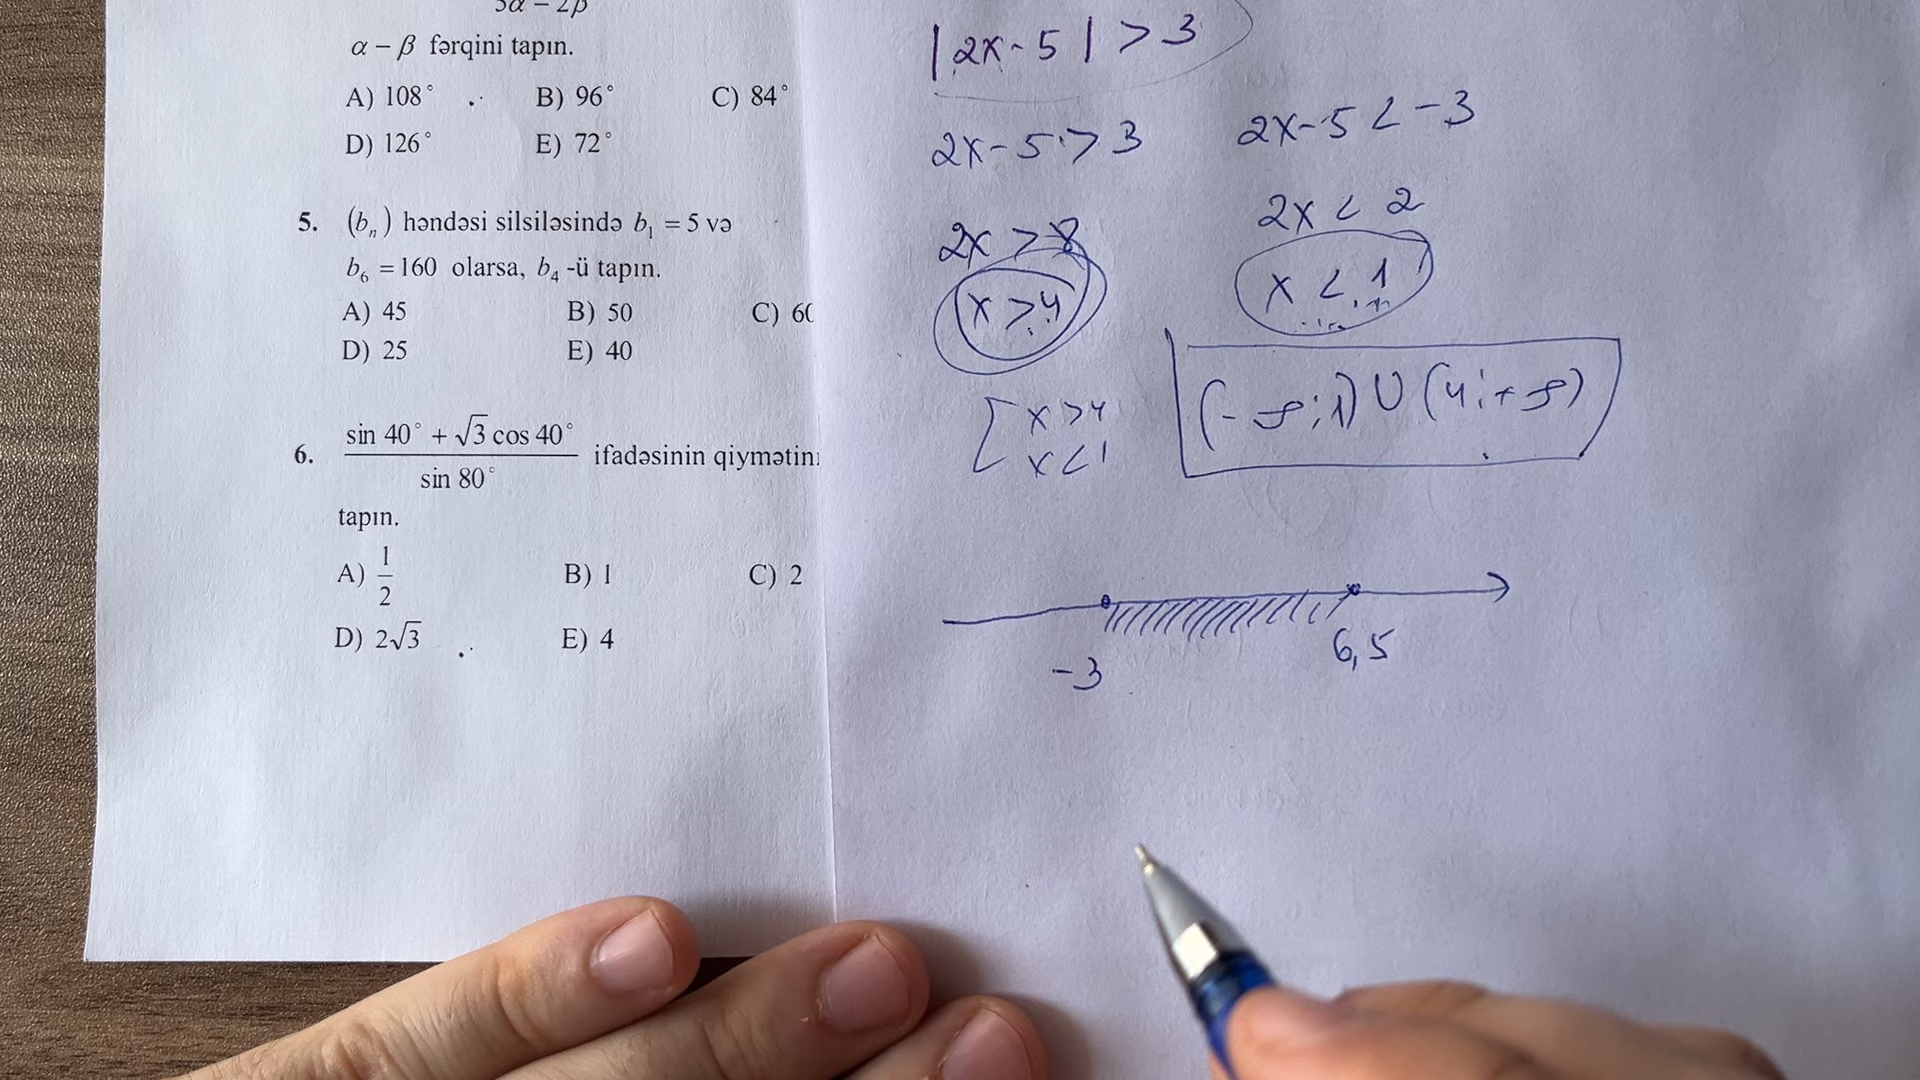 5α − 2β
α − β fərqini tapın.
A) 108° B) 96° C) 84°
D) 126° E) 72°
5. (bₙ) həndəsi silsiləsində b₁ = 5 və
b₆ = 160 olarsa, b₄ -ü tapın.
A) 45 B) 50 C) 60
D) 25 E) 40
6. (sin 40° + √3 cos 40°) / sin 80° ifadəsinin qiymətini
tapın.
A) 1/2 B) 1 C) 2
D) 2√3 E) 4
|2x-5| > 3
2x-5 > 3 2x-5 < -3
2x > 8 2x < 2
x > 4 x < 1
[ x > 4
x < 1
(-∞;1) ∪ (4;+∞)
-3 6,5